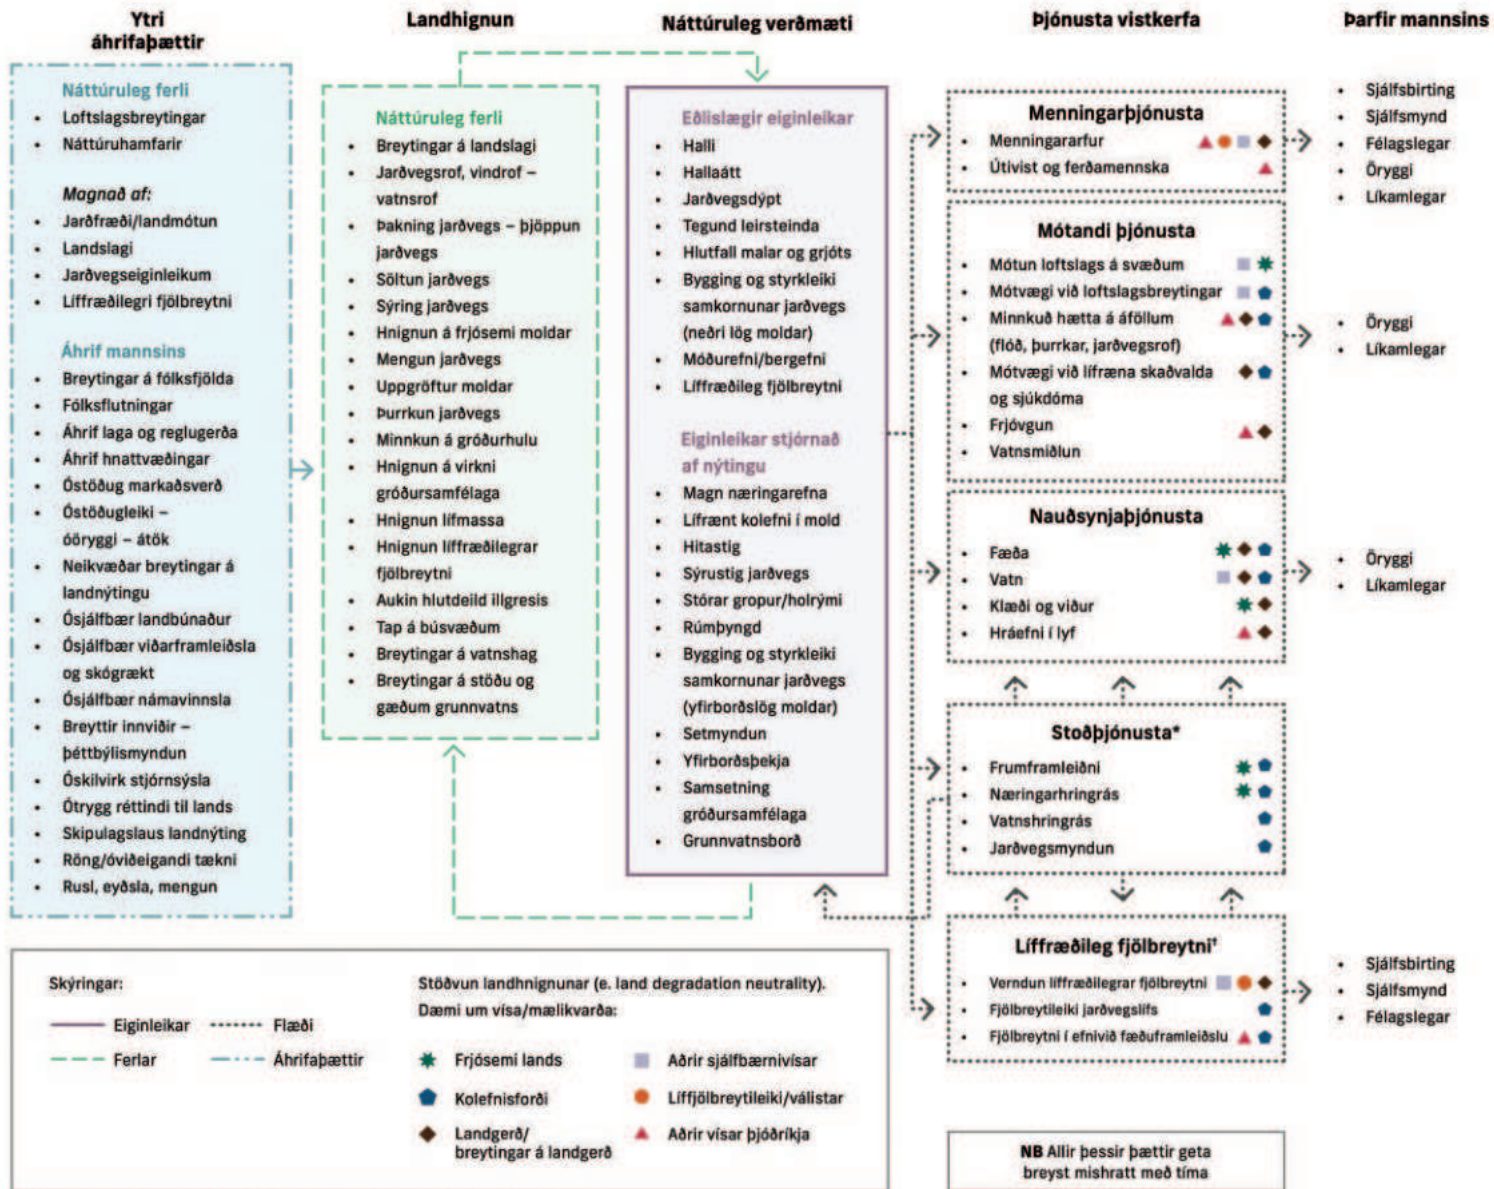 Ytri
áhrifaþættir
Náttúruleg ferli
• Loftslagsbreytingar
• Náttúruhamfarir
Magnað af:
• Jarðfræði/landmótun
• Landslagi
• Jarðvegseiginleikum
• Líffræðilegri fjölbreytni
Áhrif mannsins
• Breytingar á fólksfjölda
• Fólksflutningar
• Áhrif laga og reglugerða
• Áhrif hnattvæðingar
• Óstöðug markaðsverð
• Óstöðugleiki –
óöryggi – átök
• Neikvæðar breytingar á
landnýtingu
• Ósjálfbær landbúnaður
• Ósjálfbær viðarframleiðsla
og skógrækt
• Ósjálfbær námavinnsla
• Breyttir innviðir –
þéttbýlismyndun
• Óskilvirk stjórnsýsla
• Ótrygg réttindi til lands
• Skipulagslaus landnýting
• Röng/óviðeigandi tækni
• Rusl, eyðsla, mengun
Landhignun
Náttúruleg ferli
• Breytingar á landslagi
• Jarðvegsrof, vindrof –
vatnsrof
• Þakning jarðvegs – þjöppun
jarðvegs
• Söltun jarðvegs
• Sýring jarðvegs
• Hnignun á frjósemi moldar
• Mengun jarðvegs
• Uppgröftur moldar
• Þurrkun jarðvegs
• Minnkun á gróðurhulu
• Hnignun á virkni
gróðursamfélaga
• Hnignun lífmassa
• Hnignun líffræðilegrar
fjölbreytni
• Aukin hlutdeild illgresis
• Tap á búsvæðum
• Breytingar á vatnshag
• Breytingar á stöðu og
gæðum grunnvatns
Náttúruleg verðmæti
Eðlislægir eiginleikar
• Halli
• Hallaátt
• Jarðvegsdýpt
• Tegund leirsteinda
• Hlutfall malar og grjóts
• Bygging og styrkleiki
samkornunar jarðvegs
(neðri lög moldar)
• Móðurefni/bergefni
• Líffræðileg fjölbreytni
Eiginleikar stjórnað
af nýtingu
• Magn næringarefna
• Lífrænt kolefni í mold
• Hitastig
• Sýrustig jarðvegs
• Stórar gropur/holrými
• Rúmþyngd
• Bygging og styrkleiki
samkornunar jarðvegs
(yfirborðslög moldar)
• Setmyndun
• Yfirborðsþekja
• Samsetning
gróðursamfélaga
• Grunnvatnsborð
Þjónusta vistkerfa
Menningarþjónusta
• Menningararfur
• Útivist og ferðamennska
Mótandi þjónusta
• Mótun loftslags á svæðum
• Mótvægi við loftslagsbreytingar
• Minnkuð hætta á áföllum
(flóð, þurrkar, jarðvegsrof)
• Mótvægi við lífræna skaðvalda
og sjúkdóma
• Frjóvgun
• Vatnsmiðlun
Nauðsynjaþjónusta
• Fæða
• Vatn
• Klæði og viður
• Hráefni í lyf
Stoðþjónusta*
• Frumframleiðni
• Næringarhringrás
• Vatnshringrás
• Jarðvegsmyndun
Líffræðileg fjölbreytni†
• Verndun líffræðilegrar fjölbreytni
• Fjölbreytileiki jarðvegslífs
• Fjölbreytni í efnivið fæðuframleiðslu
Þarfir mannsins
• Sjálfsbirting
• Sjálfsmynd
• Félagslegar
• Öryggi
• Líkamlegar
• Öryggi
• Líkamlegar
• Öryggi
• Líkamlegar
• Sjálfsbirting
• Sjálfsmynd
• Félagslegar
Skýringar:
Eiginleikar
Flæði
Ferlar
Áhrifaþættir
Stöðvun landhignunar (e. land degradation neutrality).
Dæmi um vísa/mælikvarða:
Frjósemi lands
Kolefnisforði
Landgerð/
breytingar á landgerð
Aðrir sjálfbærnivísar
Líffjölbreytileiki/válistar
Aðrir vísar þjóðríkja
NB Allir þessir þættir geta
breyst mishratt með tíma